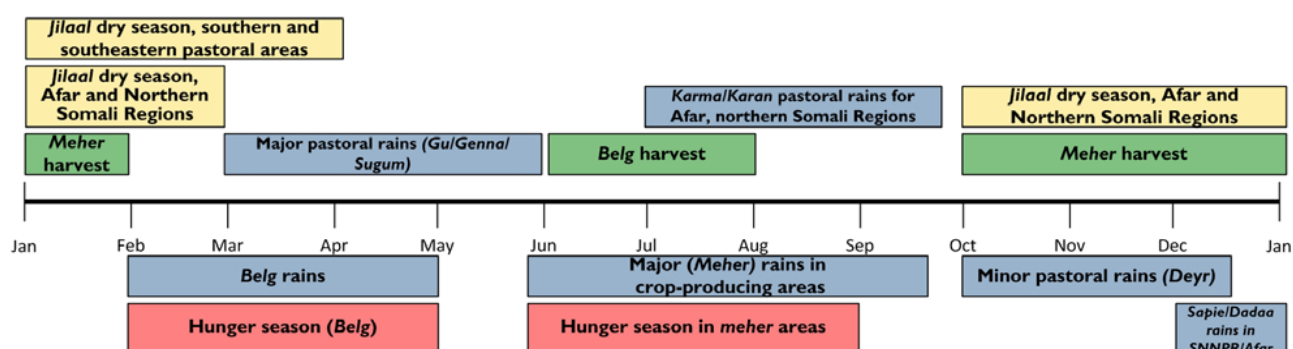 Jilaal dry season, southern and
southeastern pastoral areas
Jilaal dry season,
Afar and Northern
Somali Regions
Karma/Karan pastoral rains for
Afar, northern Somali Regions
Jilaal dry season, Afar and
Northern Somali Regions
Meher
harvest
Major pastoral rains (Gu/Genna/
Sugum)
Belg harvest
Meher harvest
Jan Feb Mar Apr May Jun Jul Aug Sep Oct Nov Dec Jan
Belg rains
Major (Meher) rains in
crop-producing areas
Minor pastoral rains (Deyr)
Hunger season (Belg)
Hunger season in meher areas
Sapie/Dadaa
rains in
SNNPR/Afar